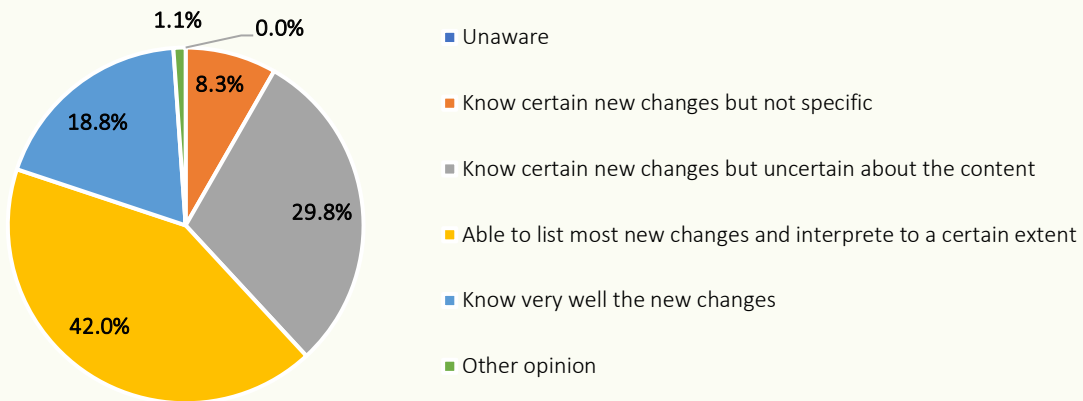 1.1%
0.0%
8.3%
18.8%
29.8%
42.0%
Unaware
Know certain new changes but not specific
Know certain new changes but uncertain about the content
Able to list most new changes and interprete to a certain extent
Know very well the new changes
Other opinion